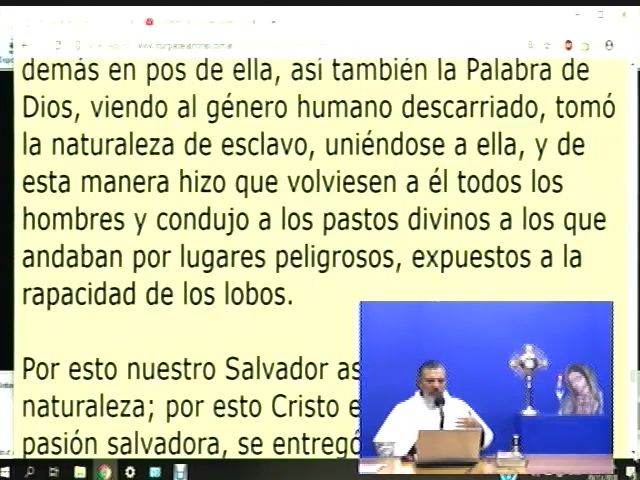 demás en pos de ella, así también la Palabra de
Dios, viendo al género humano descarriado, tomó
la naturaleza de esclavo, uniéndose a ella, y de
esta manera hizo que volviesen a él todos los
hombres y condujo a los pastos divinos a los que
andaban por lugares peligrosos, expuestos a la
rapacidad de los lobos.
Por esto nuestro Salvador as
naturaleza; por esto Cristo e
pasión salvadora, se entregó